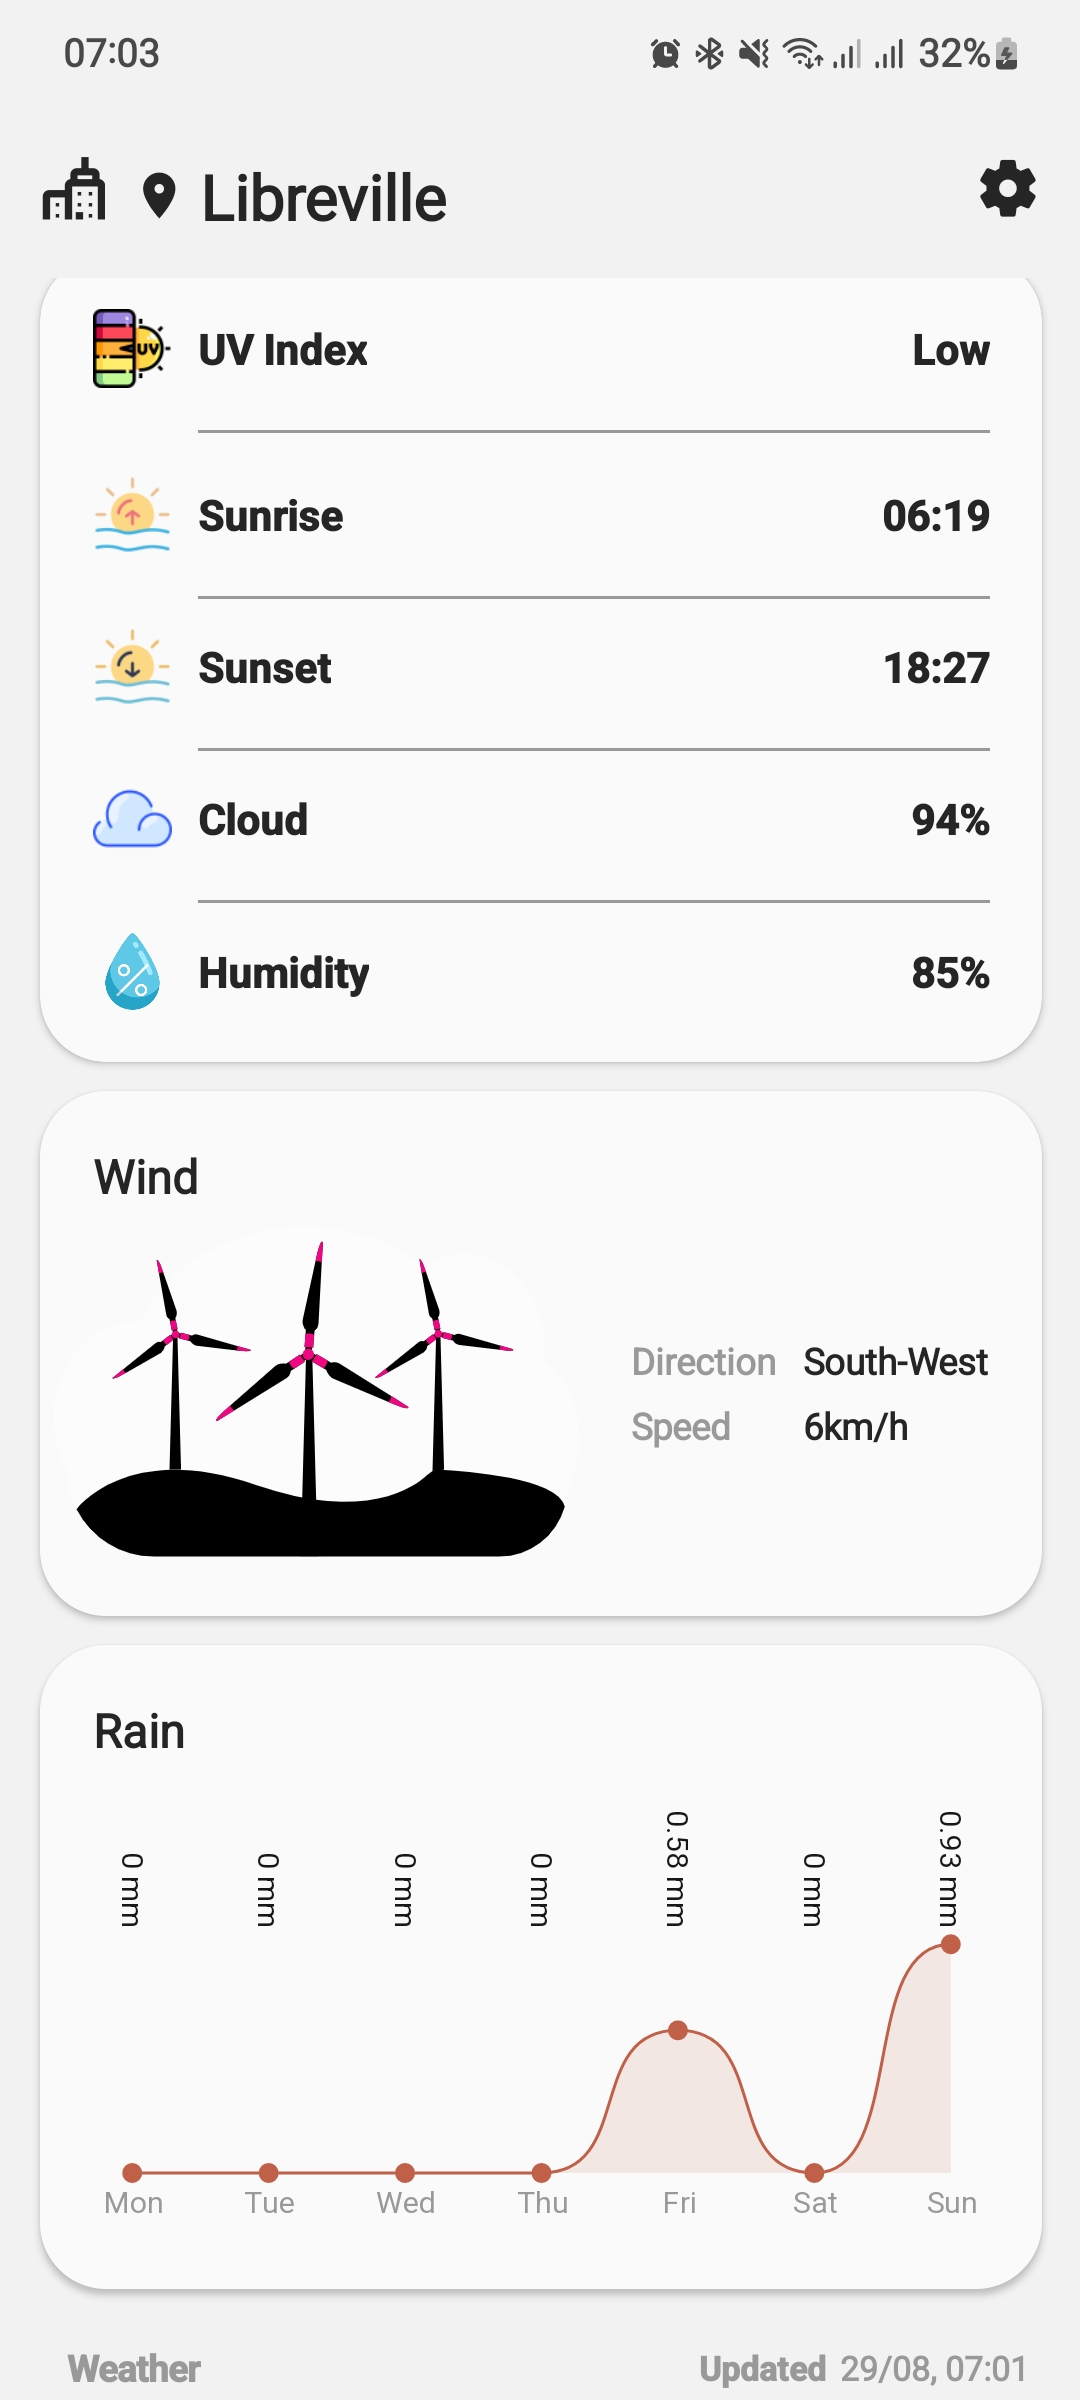 07:03 32%
Libreville
UV UV Index Low
Sunrise 06:19
Sunset 18:27
Cloud 94%
Humidity 85%
Wind
Direction South-West
Speed 6km/h
Rain
0 mm 0 mm 0 mm 0 mm 0.58 mm 0 mm 0.93 mm
Mon Tue Wed Thu Fri Sat Sun
Weather Updated 29/08, 07:01